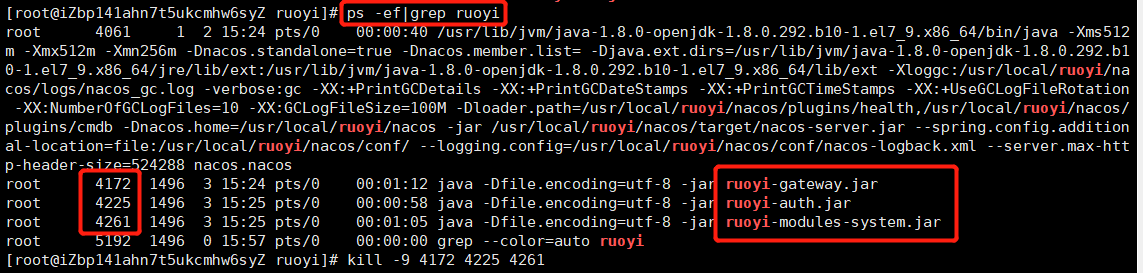 [root@iZbp141ahn7t5ukcmhw6syZ ruoyi]# ps -ef|grep ruoyi
root      4061     1  2 15:24 pts/0    00:00:40 /usr/lib/jvm/java-1.8.0-openjdk-1.8.0.292.b10-1.el7_9.x86_64/bin/java -Xms512
m -Xmx512m -Xmn256m -Dnacos.standalone=true -Dnacos.member.list= -Djava.ext.dirs=/usr/lib/jvm/java-1.8.0-openjdk-1.8.0.292.b1
0-1.el7_9.x86_64/jre/lib/ext:/usr/lib/jvm/java-1.8.0-openjdk-1.8.0.292.b10-1.el7_9.x86_64/lib/ext -Xloggc:/usr/local/ruoyi/na
cos/logs/nacos_gc.log -verbose:gc -XX:+PrintGCDetails -XX:+PrintGCDateStamps -XX:+PrintGCTimeStamps -XX:+UseGCLogFileRotation
 -XX:NumberOfGCLogFiles=10 -XX:GCLogFileSize=100M -Dloader.path=/usr/local/ruoyi/nacos/plugins/health,/usr/local/ruoyi/nacos/
plugins/cmdb -Dnacos.home=/usr/local/ruoyi/nacos -jar /usr/local/ruoyi/nacos/target/nacos-server.jar --spring.config.addition
al-location=file:/usr/local/ruoyi/nacos/conf/ --logging.config=/usr/local/ruoyi/nacos/conf/nacos-logback.xml --server.max-htt
p-header-size=524288 nacos.nacos
root      4172  1496  3 15:24 pts/0    00:01:12 java -Dfile.encoding=utf-8 -jar ruoyi-gateway.jar
root      4225  1496  3 15:25 pts/0    00:00:58 java -Dfile.encoding=utf-8 -jar ruoyi-auth.jar
root      4261  1496  3 15:25 pts/0    00:01:05 java -Dfile.encoding=utf-8 -jar ruoyi-modules-system.jar
root      5192  1496  0 15:57 pts/0    00:00:00 grep --color=auto ruoyi
[root@iZbp141ahn7t5ukcmhw6syZ ruoyi]# kill -9 4172 4225 4261